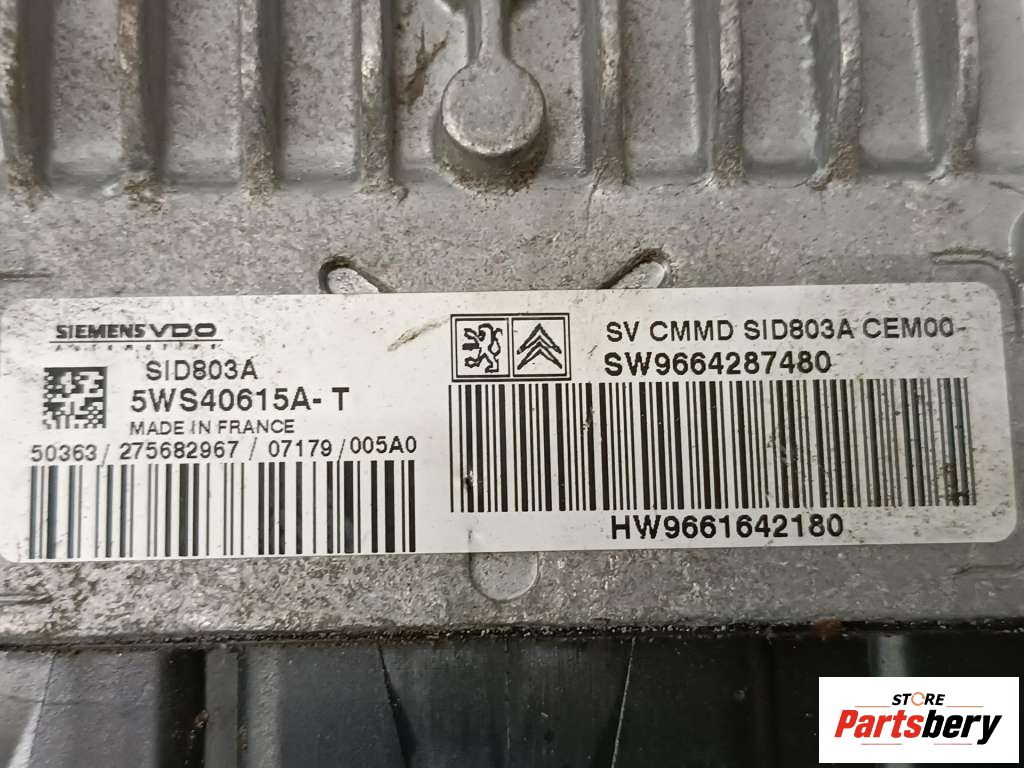 SIEMENS VDO
Automotive
SID803A
5WS40615A-T
MADE IN FRANCE
50363/275682967/07179/005A0
SV CMMD SID803A CEM00-
SW9664287480
HW9661642180
STORE
Partsbery